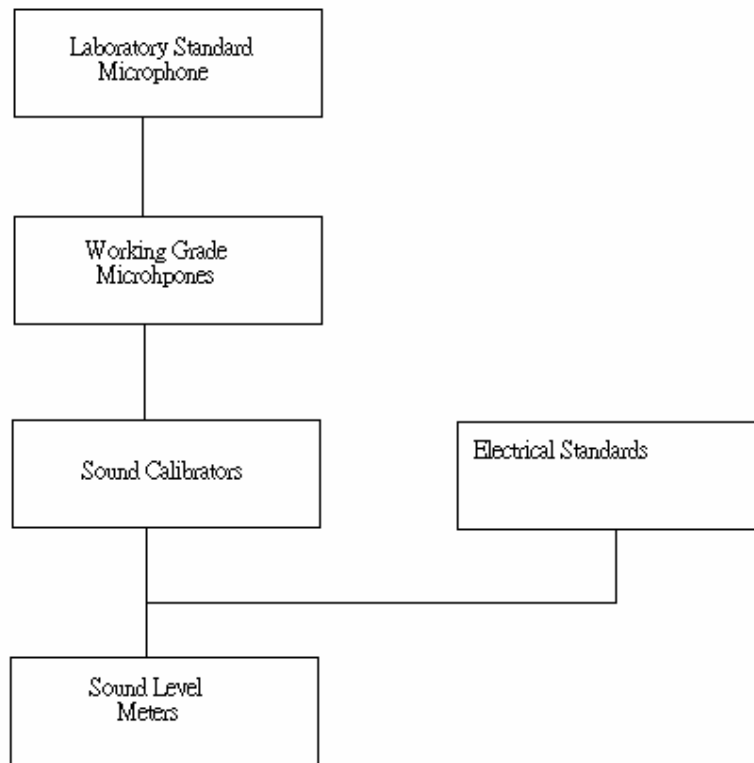 Laboratory Standard
Microphone
Working Grade
Microhpones
Sound Calibrators
Electrical Standards
Sound Level
Meters